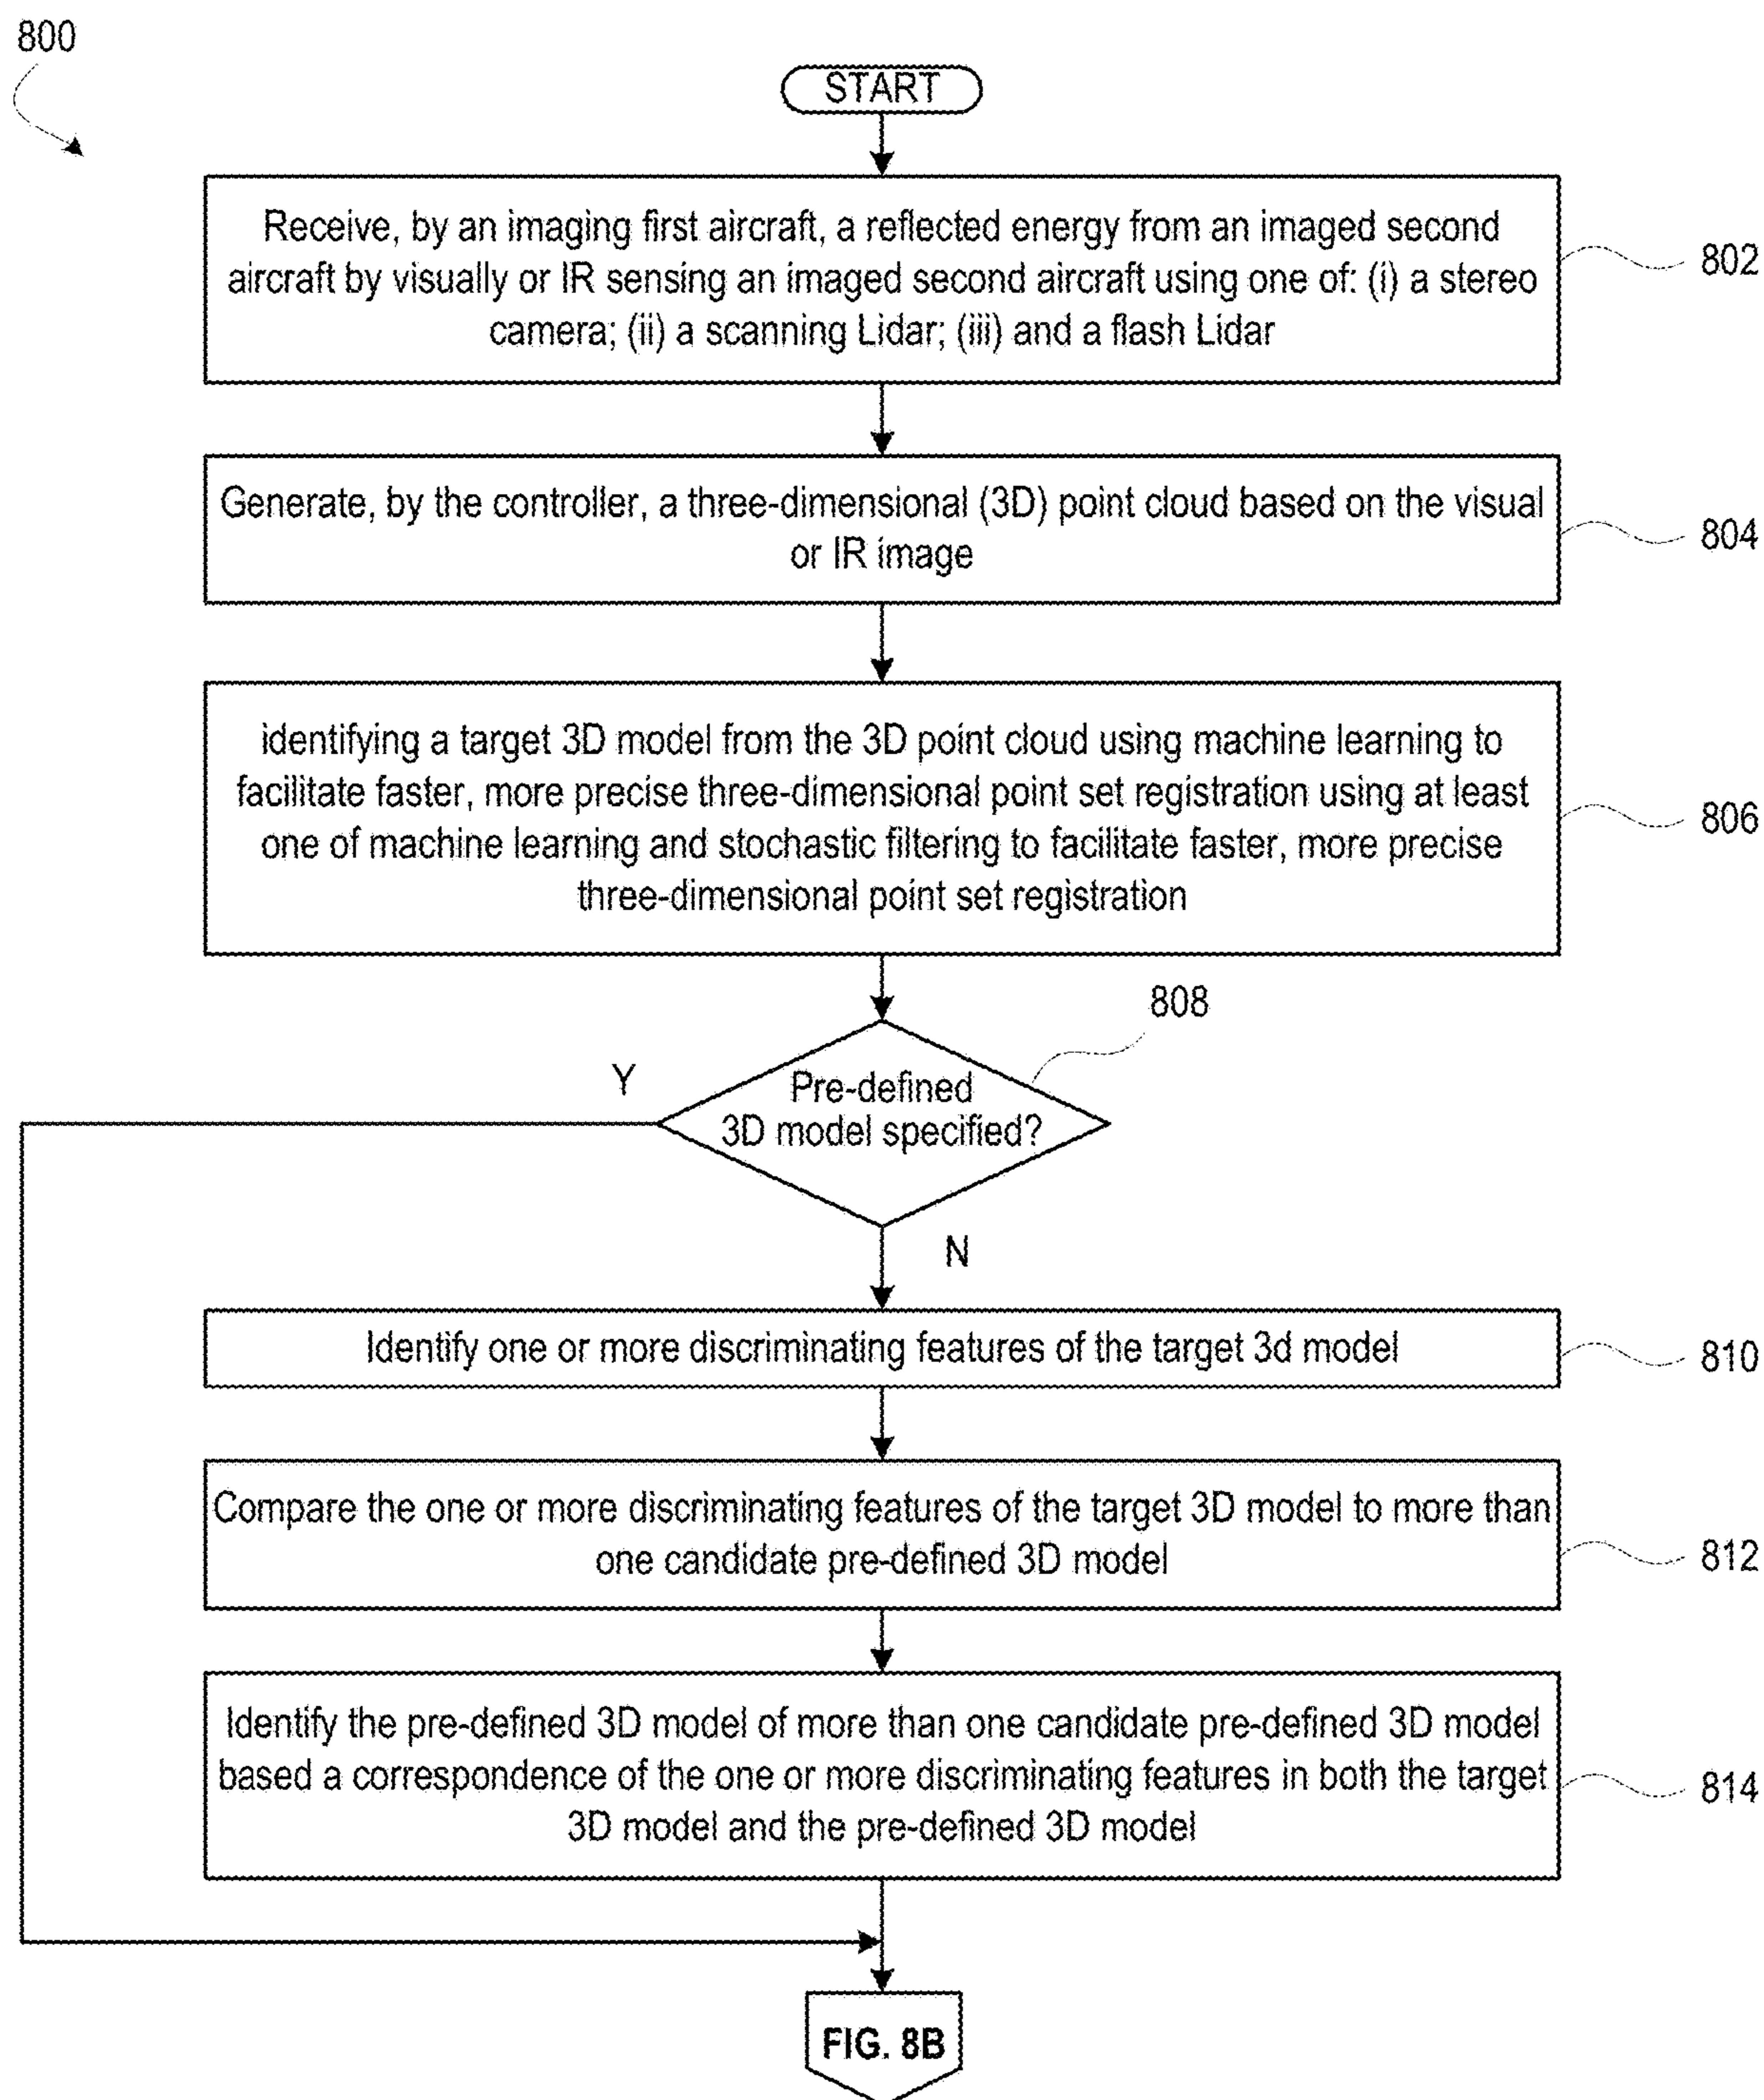 800
START
Receive, by an imaging first aircraft, a reflected energy from an imaged second
aircraft by visually or IR sensing an imaged second aircraft using one of: (i) a stereo
camera; (ii) a scanning Lidar; (iii) and a flash Lidar
802
Generate, by the controller, a three-dimensional (3D) point cloud based on the visual
or IR image
804
identifying a target 3D model from the 3D point cloud using machine learning to
facilitate faster, more precise three-dimensional point set registration using at least
one of machine learning and stochastic filtering to facilitate faster, more precise
three-dimensional point set registration
806
808
Y
Pre-defined
3D model specified?
N
Identify one or more discriminating features of the target 3d model
810
Compare the one or more discriminating features of the target 3D model to more than
one candidate pre-defined 3D model
812
Identify the pre-defined 3D model of more than one candidate pre-defined 3D model
based a correspondence of the one or more discriminating features in both the target
3D model and the pre-defined 3D model
814
FIG. 8B